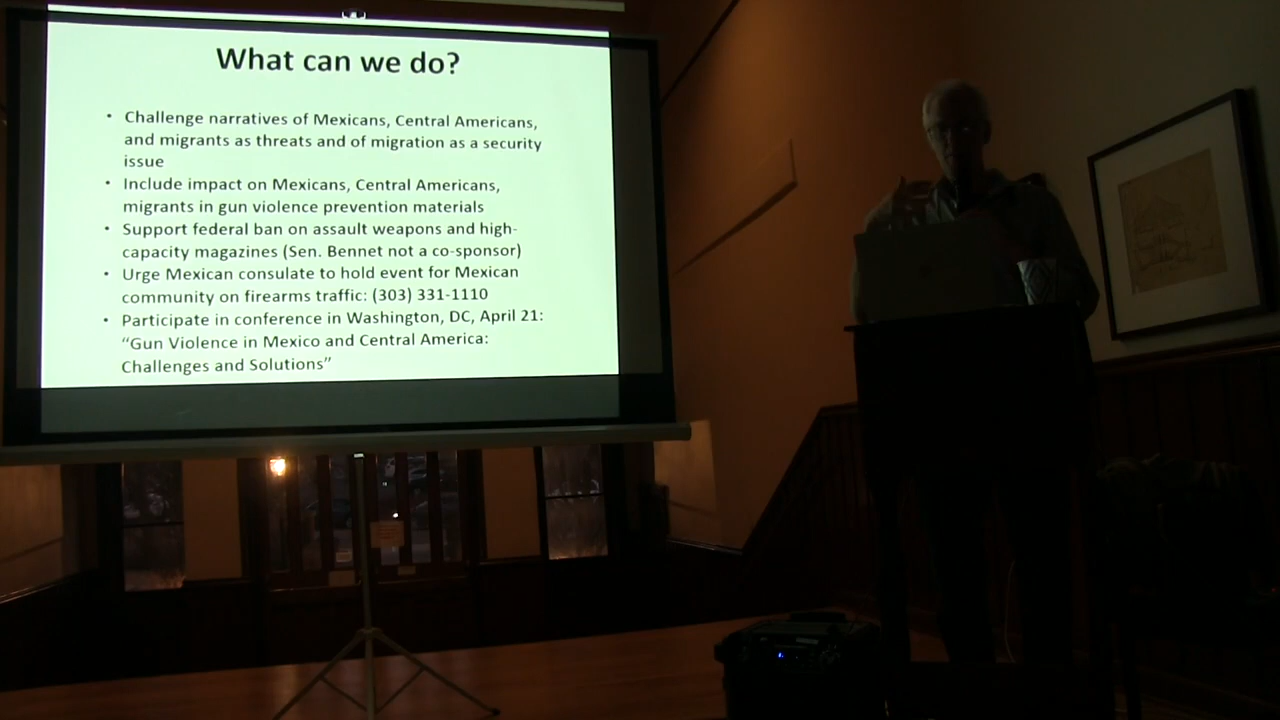 What can we do?
• Challenge narratives of Mexicans, Central Americans,
and migrants as threats and of migration as a security
issue
• Include impact on Mexicans, Central Americans,
migrants in gun violence prevention materials
• Support federal ban on assault weapons and high-
capacity magazines (Sen. Bennet not a co-sponsor)
• Urge Mexican consulate to hold event for Mexican
community on firearms traffic: (303) 331-1110
• Participate in conference in Washington, DC, April 21:
“Gun Violence in Mexico and Central America:
Challenges and Solutions”